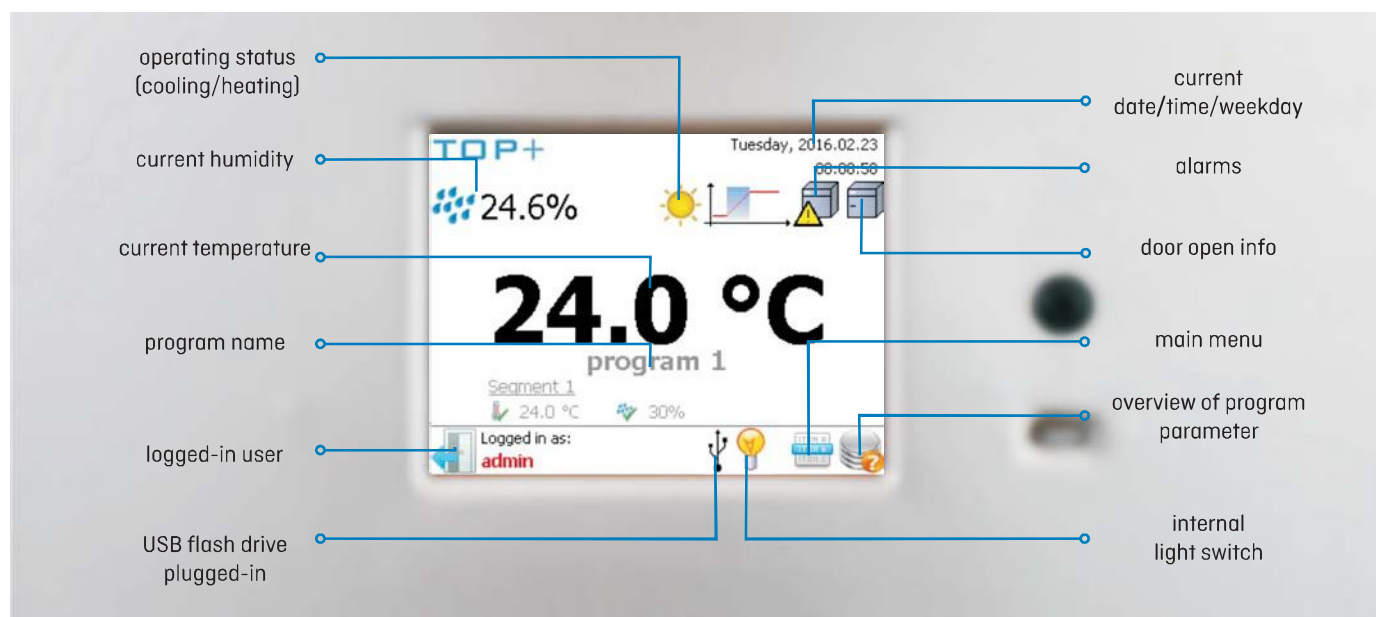 operating status
(cooling/heating)
current humidity
current temperature
program name
logged-in user
USB flash drive
plugged-in
TOP+
Tuesday, 2016.02.23
24.6%
24.0 °C
program 1
Segment 1
24.0 °C
30%
Logged in as:
admin
current
date/time/weekday
alarms
door open info
main menu
overview of program
parameter
internal
light switch